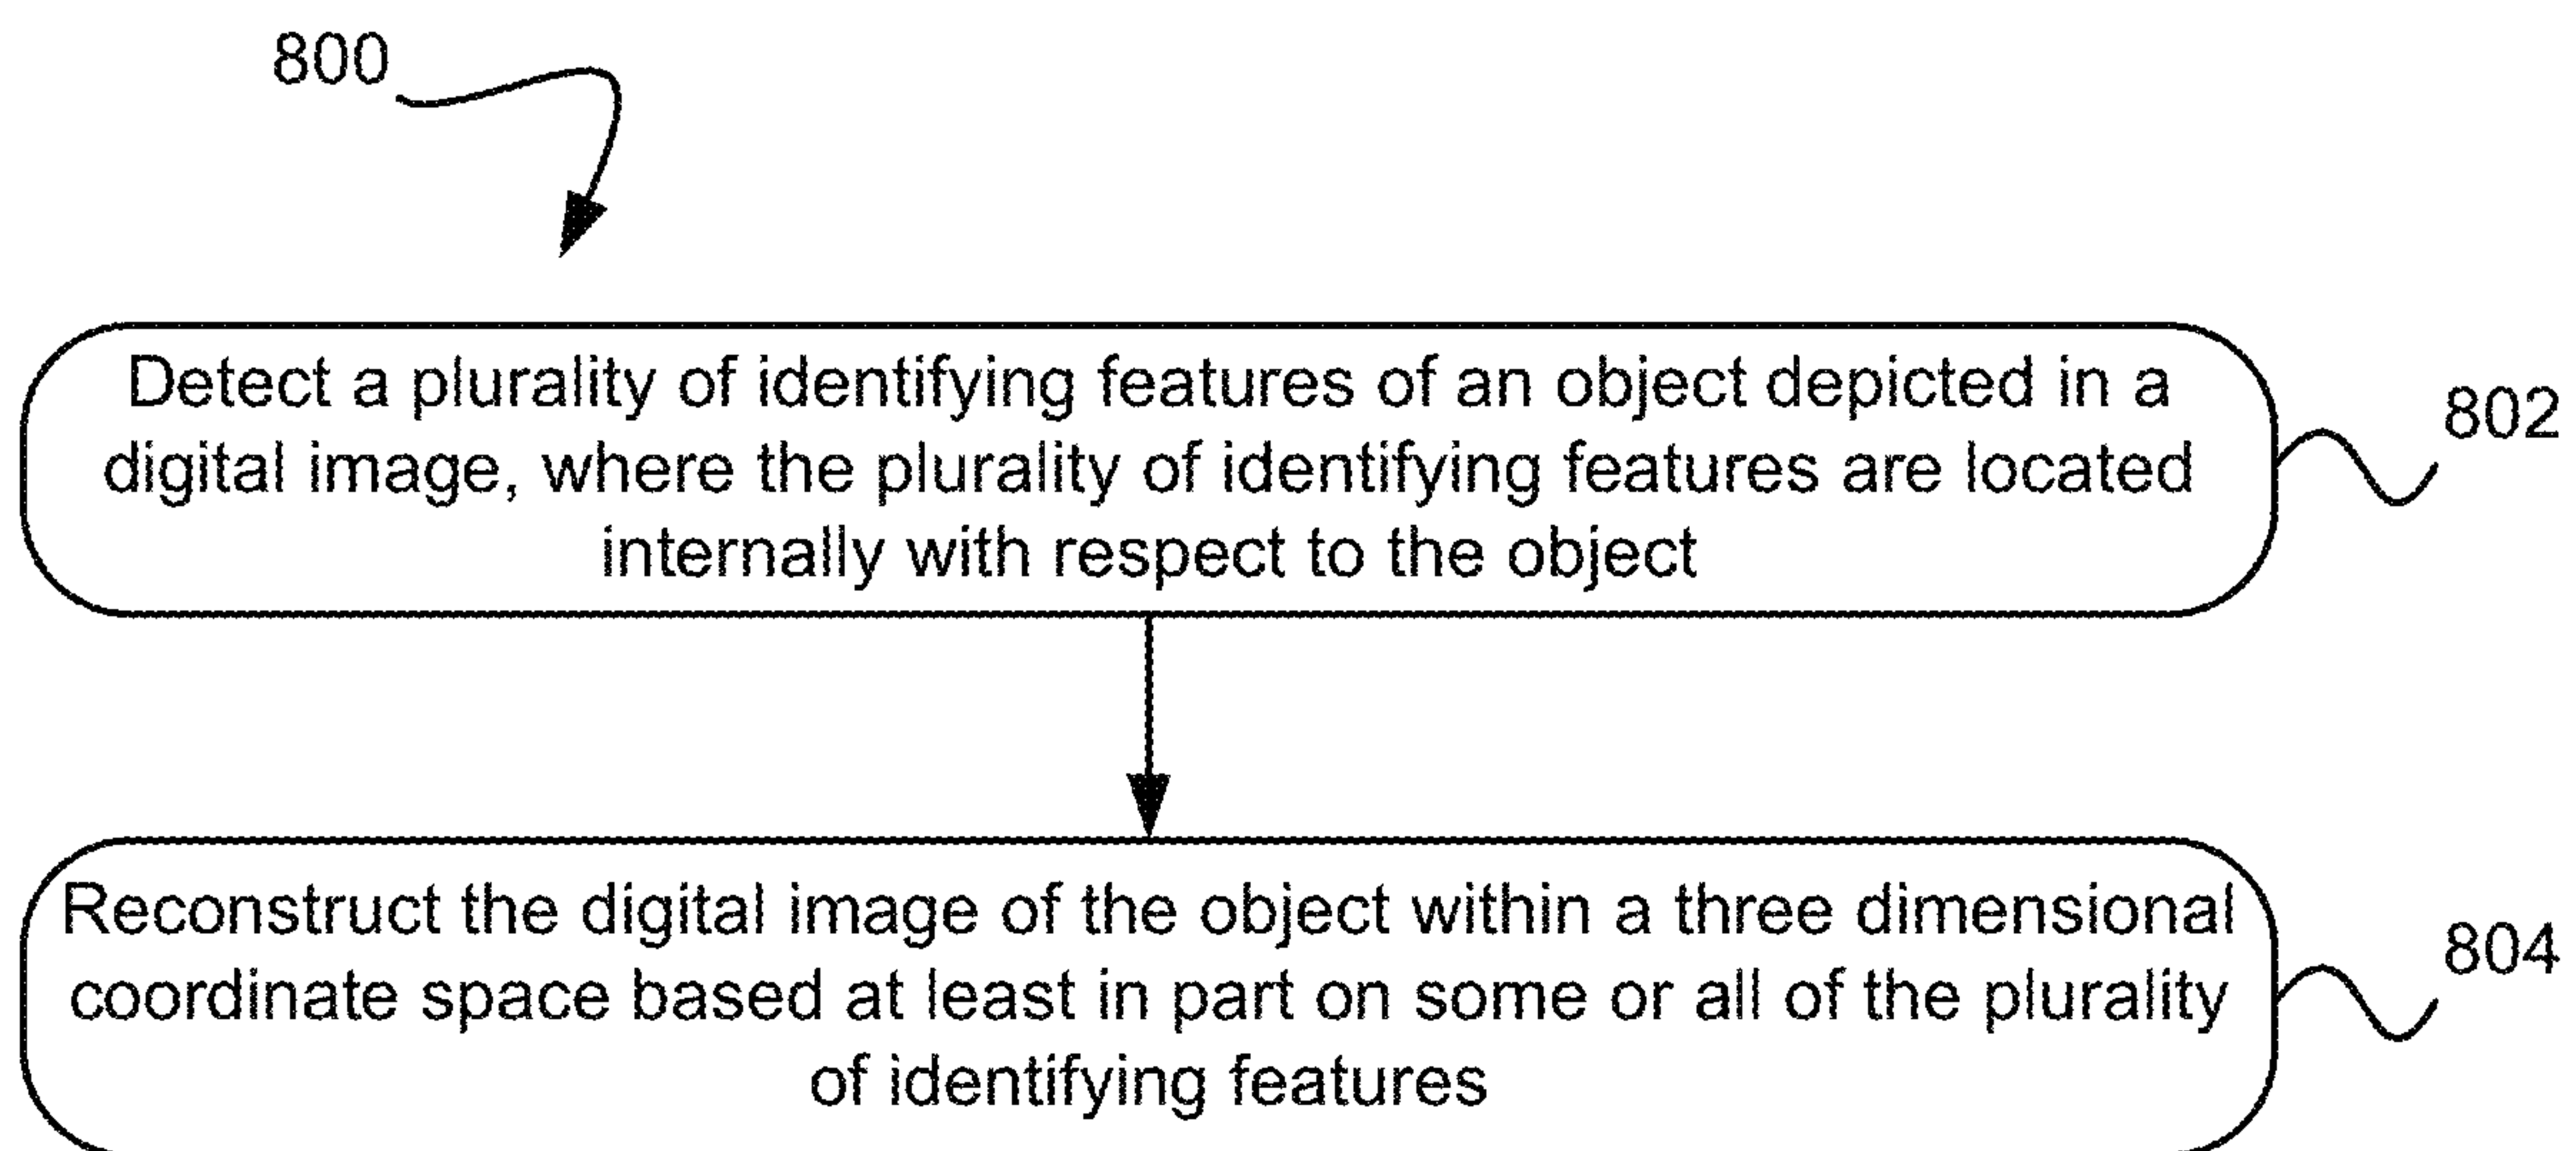 800
Detect a plurality of identifying features of an object depicted in a
digital image, where the plurality of identifying features are located
internally with respect to the object
802
Reconstruct the digital image of the object within a three dimensional
coordinate space based at least in part on some or all of the plurality
of identifying features
804